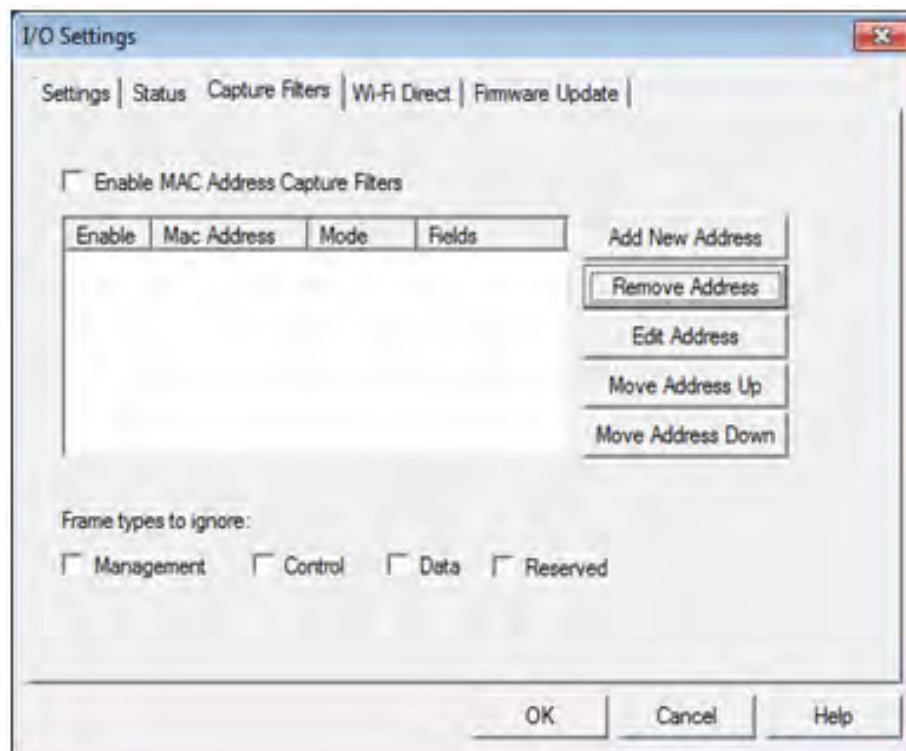 I/O Settings
Settings | Status Capture Filters | Wi-Fi Direct | Firmware Update |
Enable MAC Address Capture Filters
Enable Mac Address Mode Fields
Add New Address
Remove Address
Edit Address
Move Address Up
Move Address Down
Frame types to ignore:
Management Control Data Reserved
OK Cancel Help